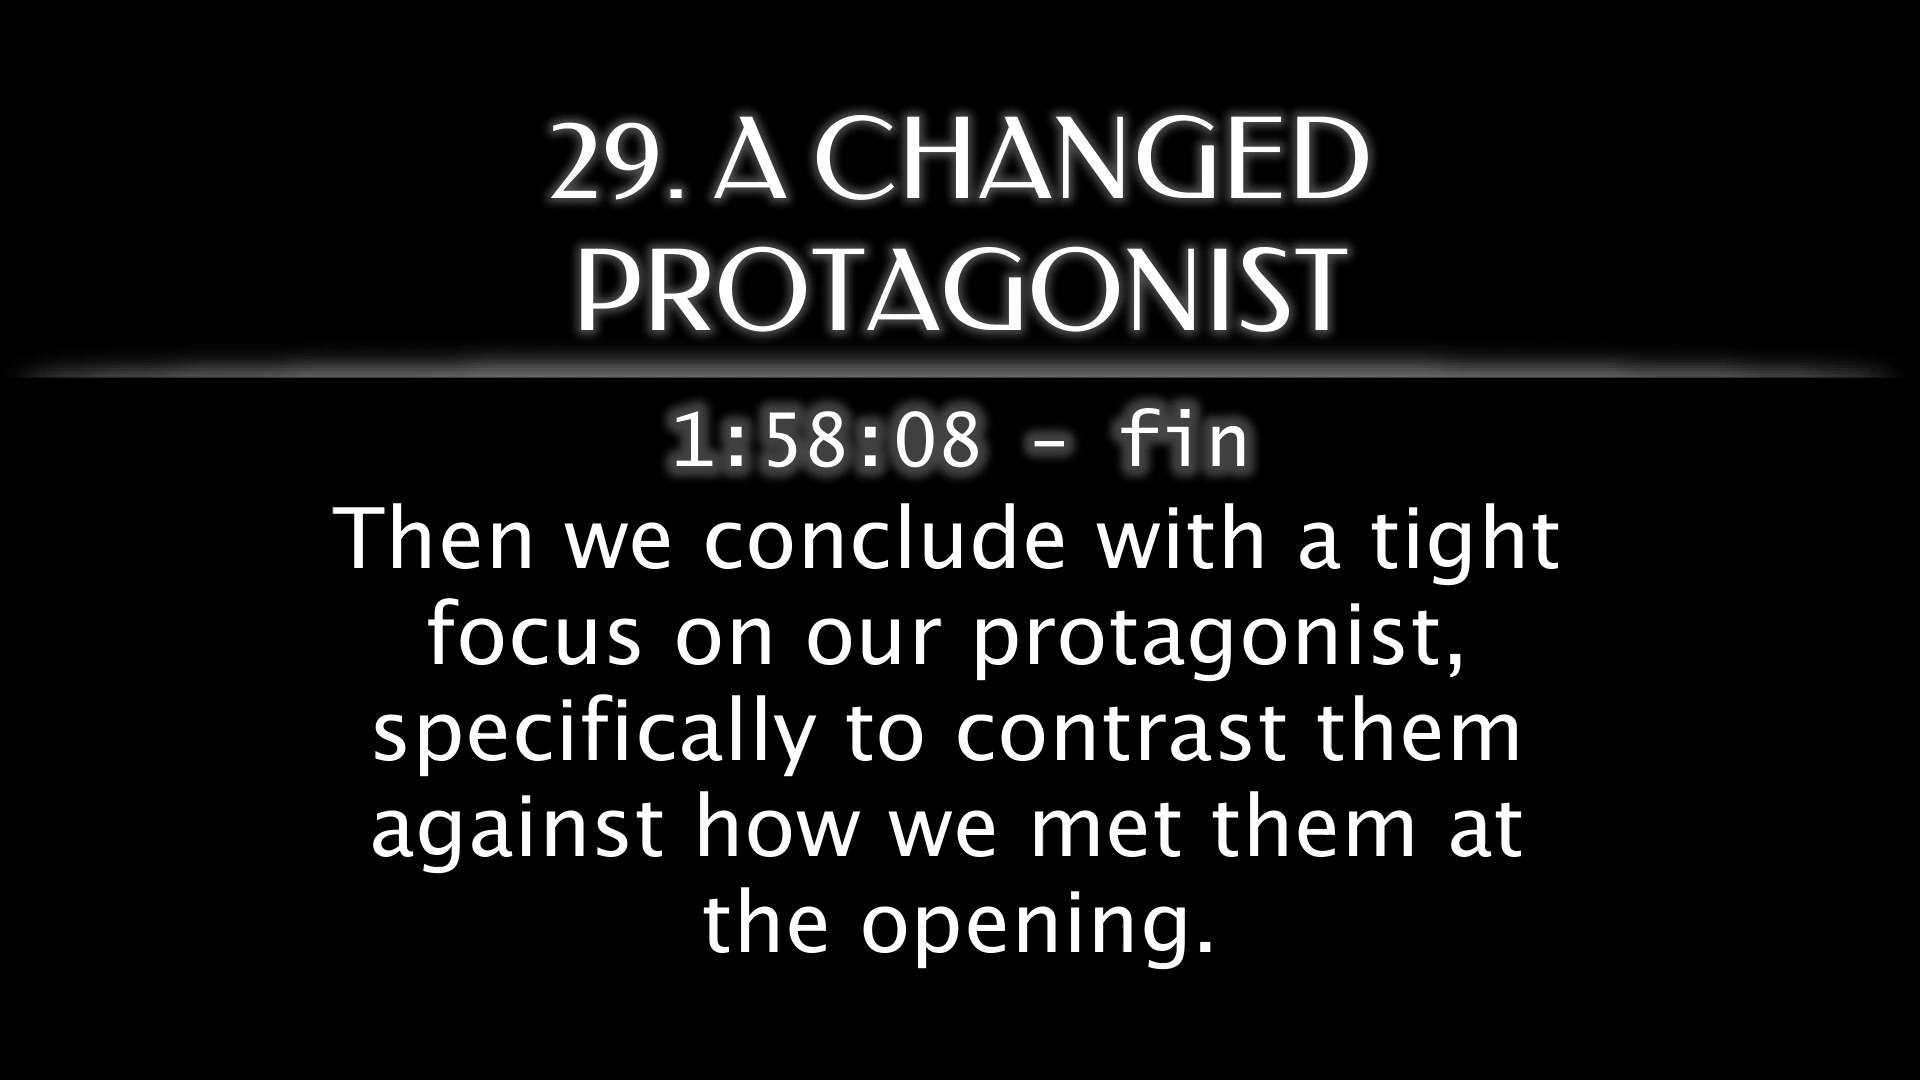 29. A CHANGED
PROTAGONIST
1:58:08 – fin
Then we conclude with a tight
focus on our protagonist,
specifically to contrast them
against how we met them at
the opening.